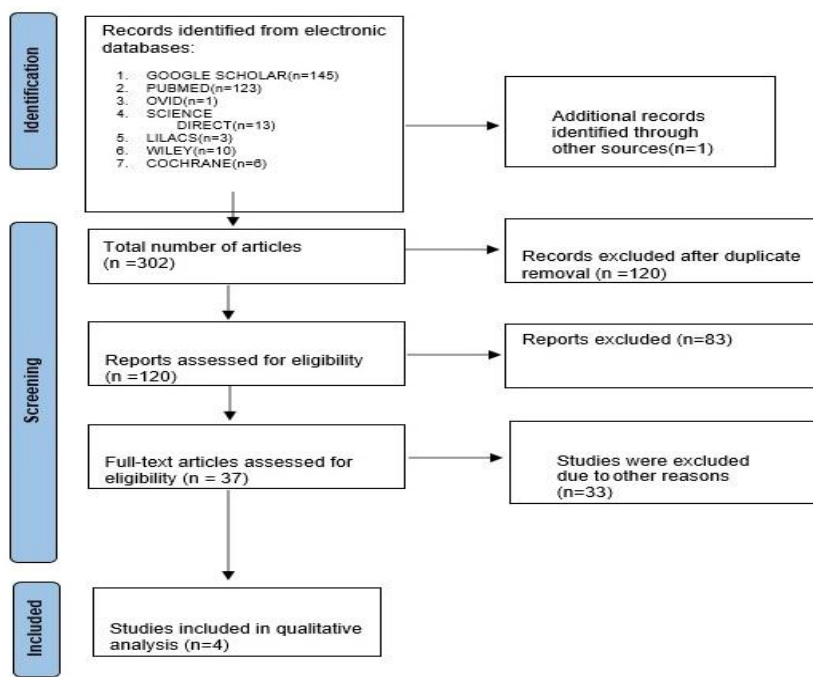 Identification
Records identified from electronic
databases:
1. GOOGLE SCHOLAR(n=145)
2. PUBMED(n=123)
3. OVID(n=1)
4. SCIENCE
DIRECT(n=13)
5. LILACS(n=3)
6. WILEY(n=10)
7. COCHRANE(n=6)
Additional records
identified through
other sources(n=1)
Screening
Total number of articles
(n =302)
Records excluded after duplicate
removal (n =120)
Reports assessed for eligibility
(n =120)
Reports excluded (n=83)
Full-text articles assessed for
eligibility (n = 37)
Studies were excluded
due to other reasons
(n=33)
Included
Studies included in qualitative
analysis (n=4)